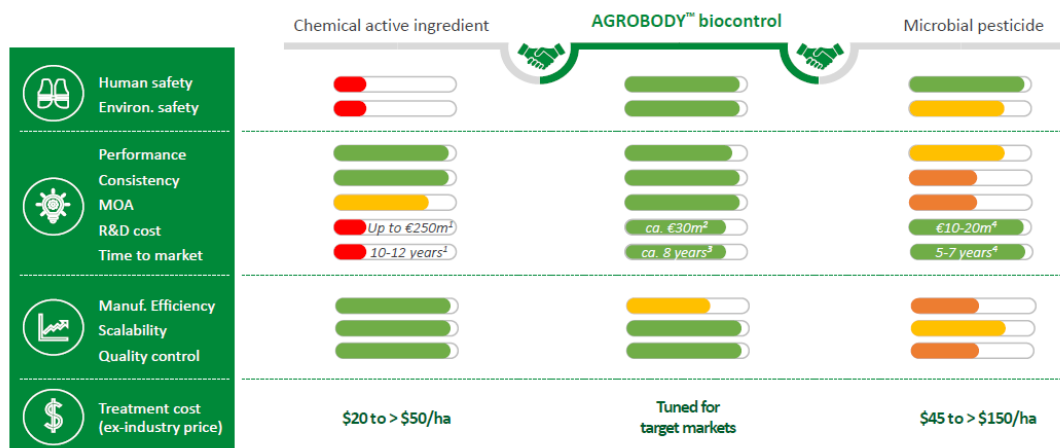 Chemical active ingredient
AGROBODY™ biocontrol
Microbial pesticide
Human safety
Environ. safety
Performance
Consistency
MOA
R&D cost
Up to €250m¹
ca. €30m²
€10-20m⁴
Time to market
10-12 years¹
ca. 8 years³
5-7 years⁴
Manuf. Efficiency
Scalability
Quality control
Treatment cost
(ex-industry price)
$20 to > $50/ha
Tuned for
target markets
$45 to > $150/ha